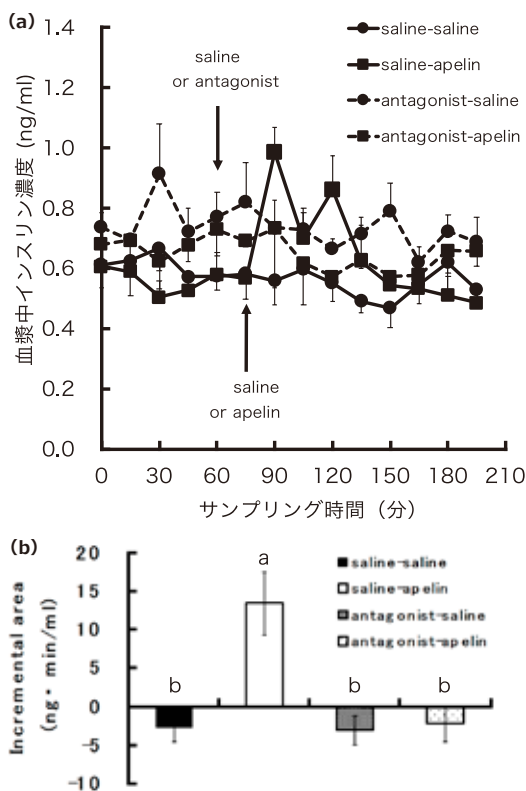 (a)
1.4
1.2
1.0
0.8
0.6
0.4
0.2
0.0
血漿中インスリン濃度 (ng/ml)
saline
or antagonist
saline-saline
saline-apelin
antagonist-saline
antagonist-apelin
saline
or apelin
0 30 60 90 120 150 180 210
サンプリング時間（分）
(b)
20
15
10
5
0
-5
-10
Incremental area
(ng・min/ml)
b
a
b
b
saline-saline
saline-apelin
antagonist-saline
antagonist-apelin